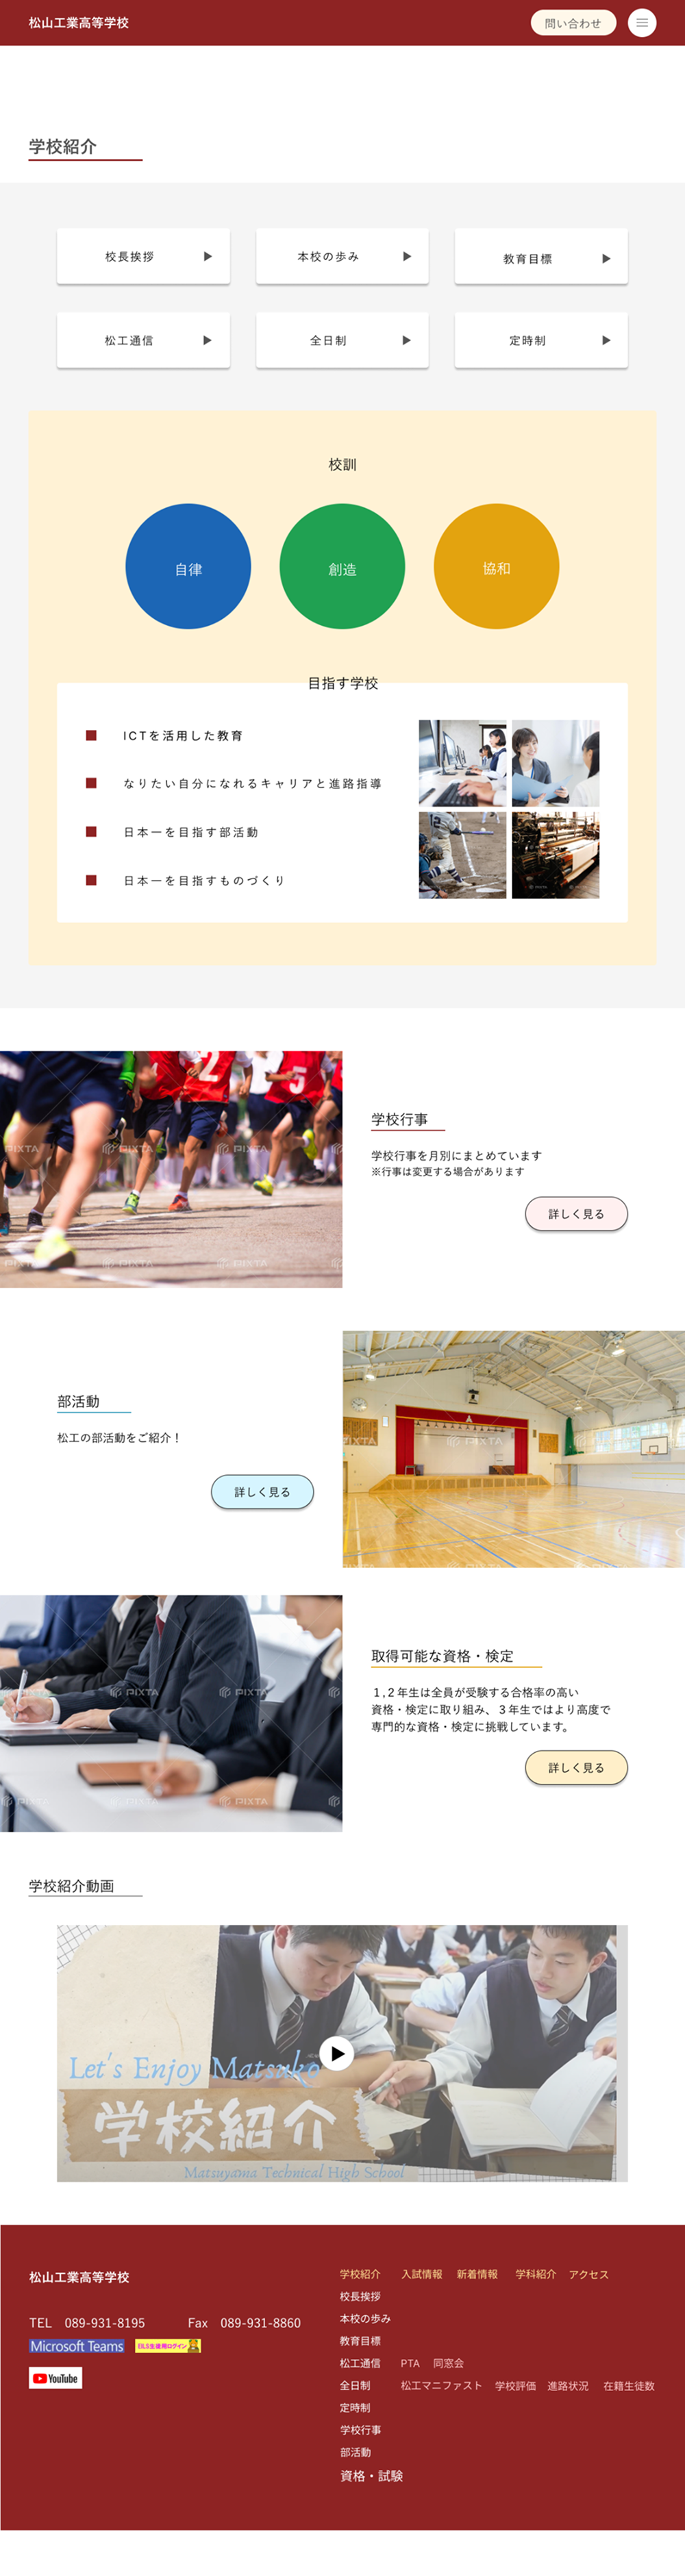 松山工業高等学校
問い合わせ
学校紹介
校長挨拶
本校の歩み
教育目標
松工通信
全日制
定時制
校訓
自律
創造
協和
目指す学校
ICTを活用した教育
なりたい自分になれるキャリアと進路指導
日本一を目指す部活動
日本一を目指すものづくり
PIXTA
学校行事
学校行事を月別にまとめています
※行事は変更する場合があります
詳しく見る
部活動
松工の部活動をご紹介！
詳しく見る
PIXTA
取得可能な資格・検定
１,２年生は全員が受験する合格率の高い
資格・検定に取り組み、３年生ではより高度で
専門的な資格・検定に挑戦しています。
詳しく見る
PIXTA
学校紹介動画
Let's Enjoy Matsuko
学校紹介
Matsuyama Technical High School
松山工業高等学校
TEL 089-931-8195 Fax 089-931-8860
Microsoft Teams
YouTube
学校紹介 入試情報 新着情報 学科紹介 アクセス
校長挨拶
本校の歩み
教育目標
松工通信 PTA 同窓会
全日制 松工マニファスト 学校評価 進路状況 在籍生徒数
定時制
学校行事
部活動
資格・試験